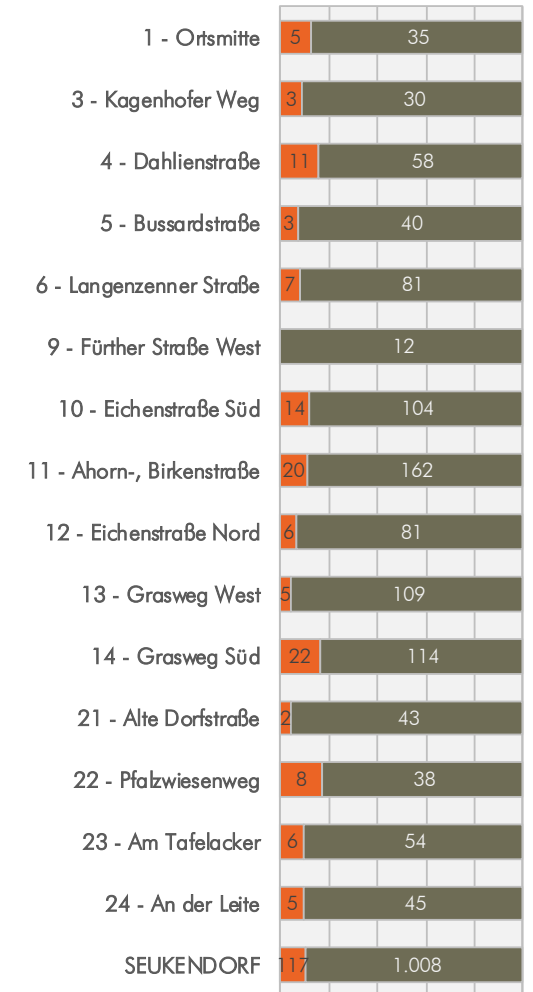 1 - Ortsmitte 5 35
3 - Kagenhofer Weg 3 30
4 - Dahlienstraße 11 58
5 - Bussardstraße 3 40
6 - Langenzenner Straße 7 81
9 - Fürther Straße West 12
10 - Eichenstraße Süd 14 104
11 - Ahorn-, Birkenstraße 20 162
12 - Eichenstraße Nord 6 81
13 - Grasweg West 5 109
14 - Grasweg Süd 22 114
21 - Alte Dorfstraße 2 43
22 - Pfalzwiesenweg 8 38
23 - Am Tafelacker 6 54
24 - An der Leite 5 45
SEUKENDORF 117 1.008